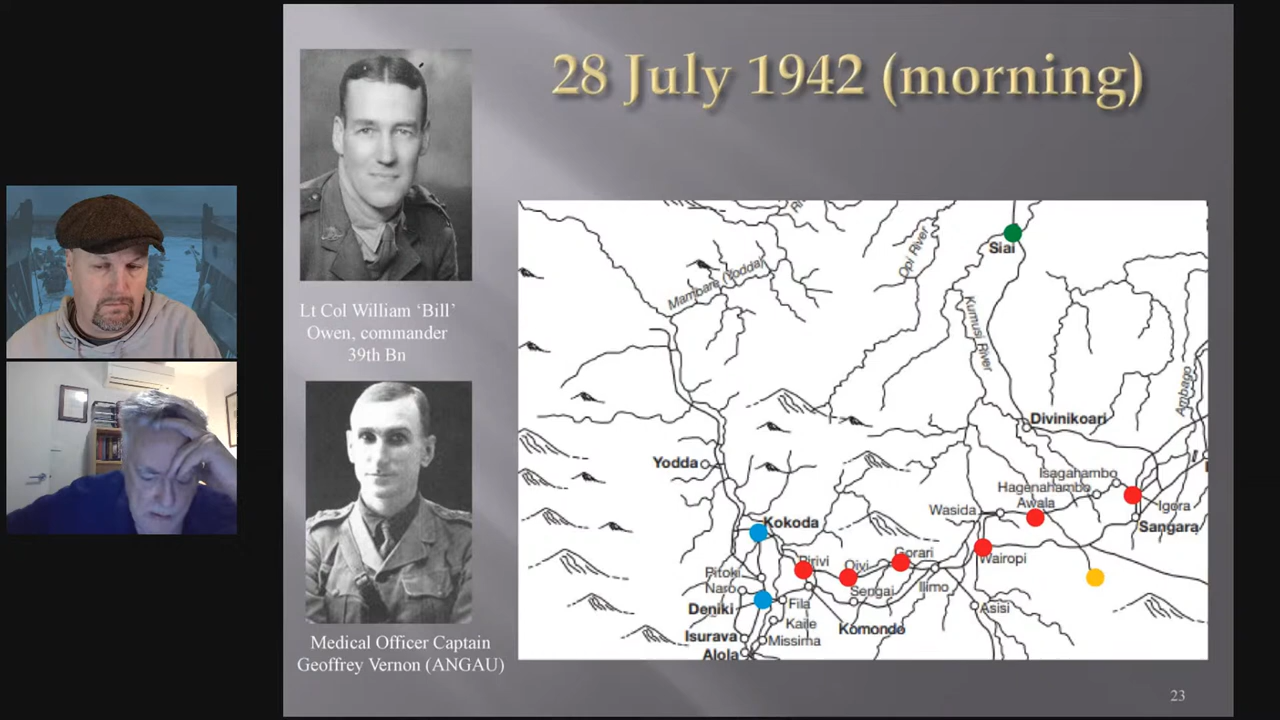 28 July 1942 (morning)
Lt Col William ‘Bill’
Owen, commander
39th Bn
Medical Officer Captain
Geoffrey Vernon (ANGAU)
Siai
Opi River
Mambare (Yodda)
Kumusi River
Ambago
Divinikoari
Yodda
Isagahambo
Hagenahambo
Igora
Awala
Wasida
Kokoda
Sangara
Gorari
Wairopi
Pirivi
Oivi
Pitoki
Naro
Sengai
Ilimo
Deniki
Fila
Asisi
Kaile
Komondo
Isurava
Missima
Alola
23